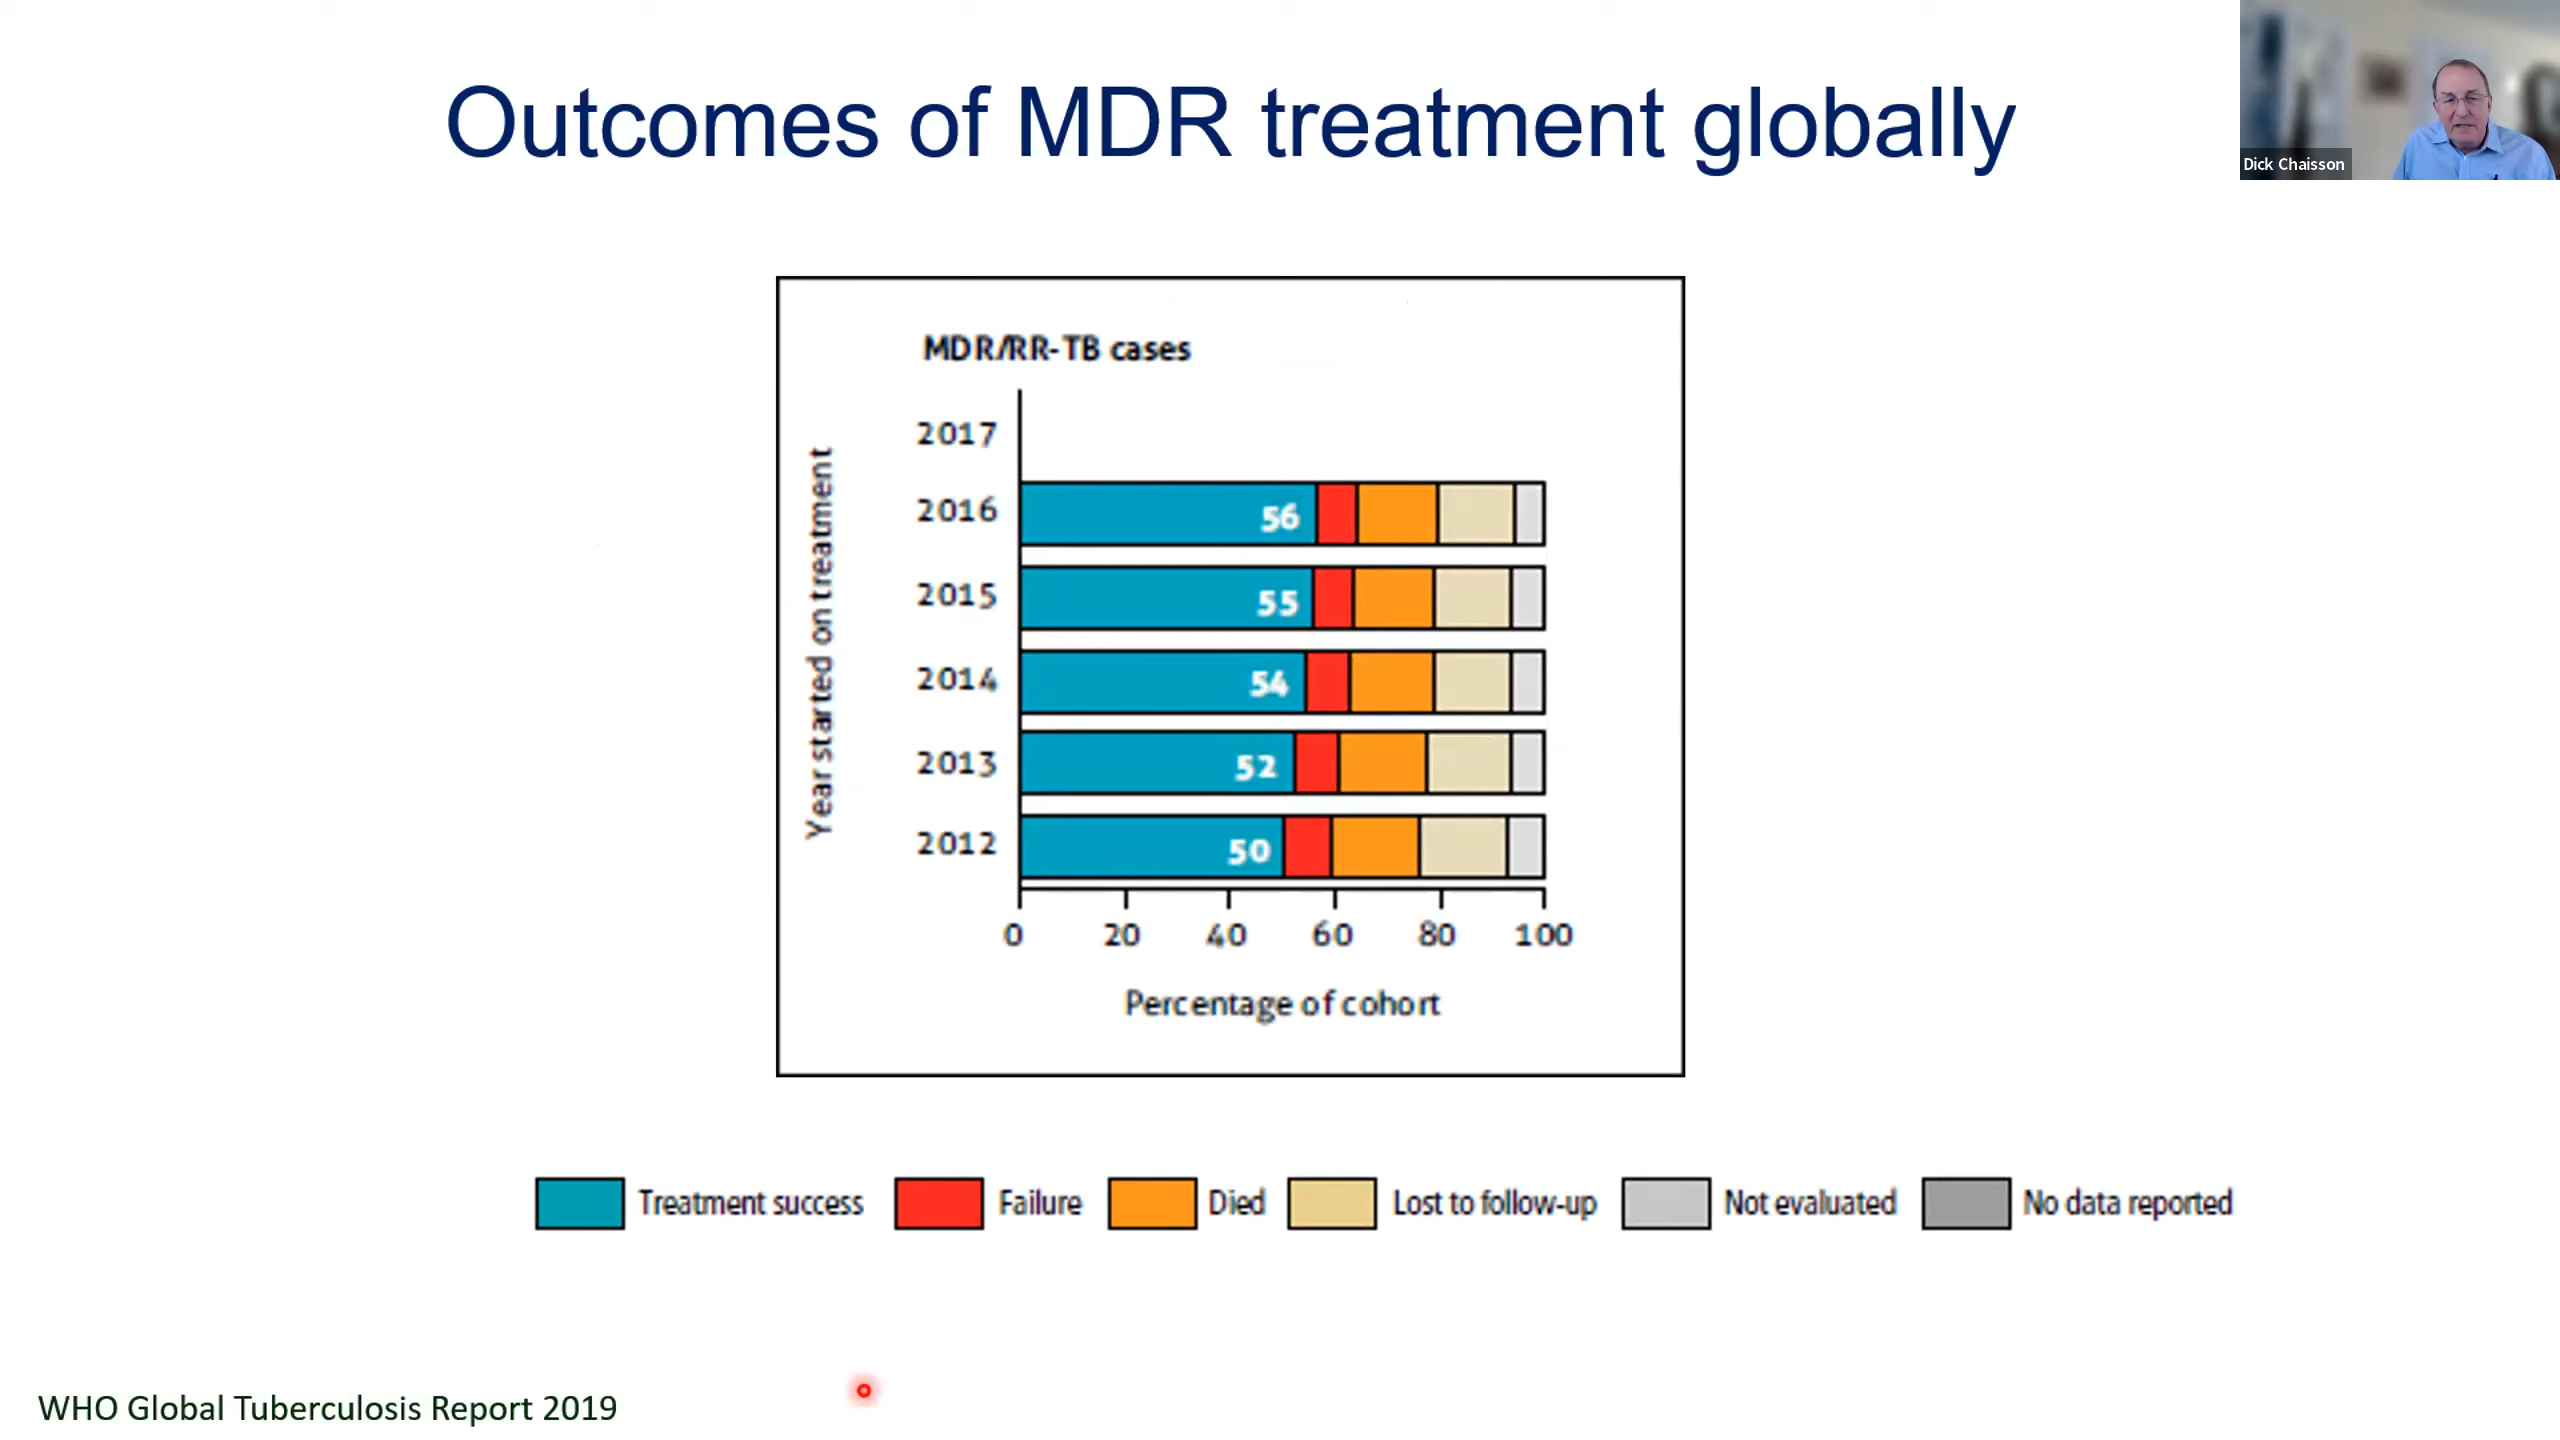 Outcomes of MDR treatment globally
Dick Chaisson
MDR/RR-TB cases
Year started on treatment
2017
2016
56
2015
55
2014
54
2013
52
2012
50
0 20 40 60 80 100
Percentage of cohort
Treatment success Failure Died Lost to follow-up Not evaluated No data reported
WHO Global Tuberculosis Report 2019